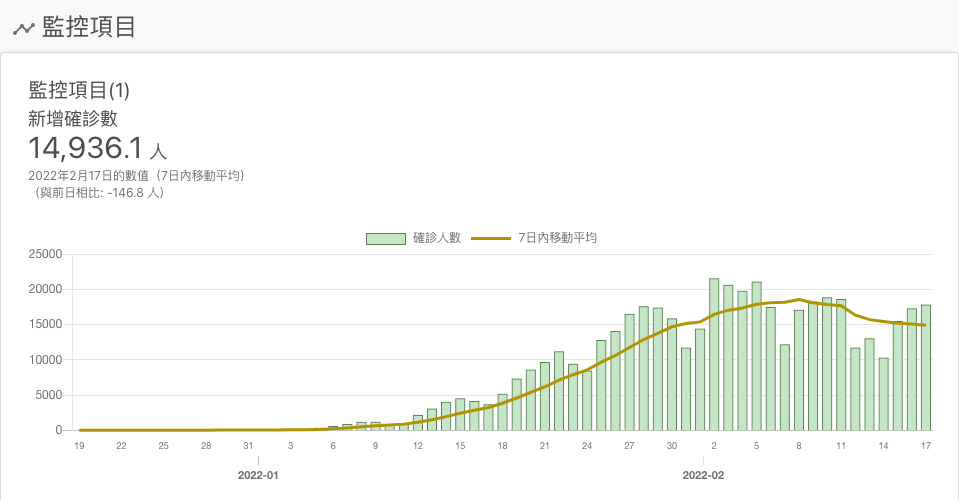 監控項目
監控項目(1)
新增確診數
14,936.1 人
2022年2月17日的數值（7日內移動平均）
（與前日相比: -146.8 人）
確診人數 7日內移動平均
25000
20000
15000
10000
5000
0
19 22 25 28 31 3 6 9 12 15 18 21 24 27 30 2 5 8 11 14 17
2022-01 2022-02